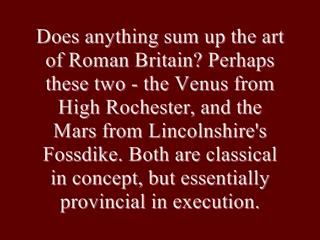 Does anything sum up the art
of Roman Britain? Perhaps
these two - the Venus from
High Rochester, and the
Mars from Lincolnshire's
Fossdike. Both are classical
in concept, but essentially
provincial in execution.